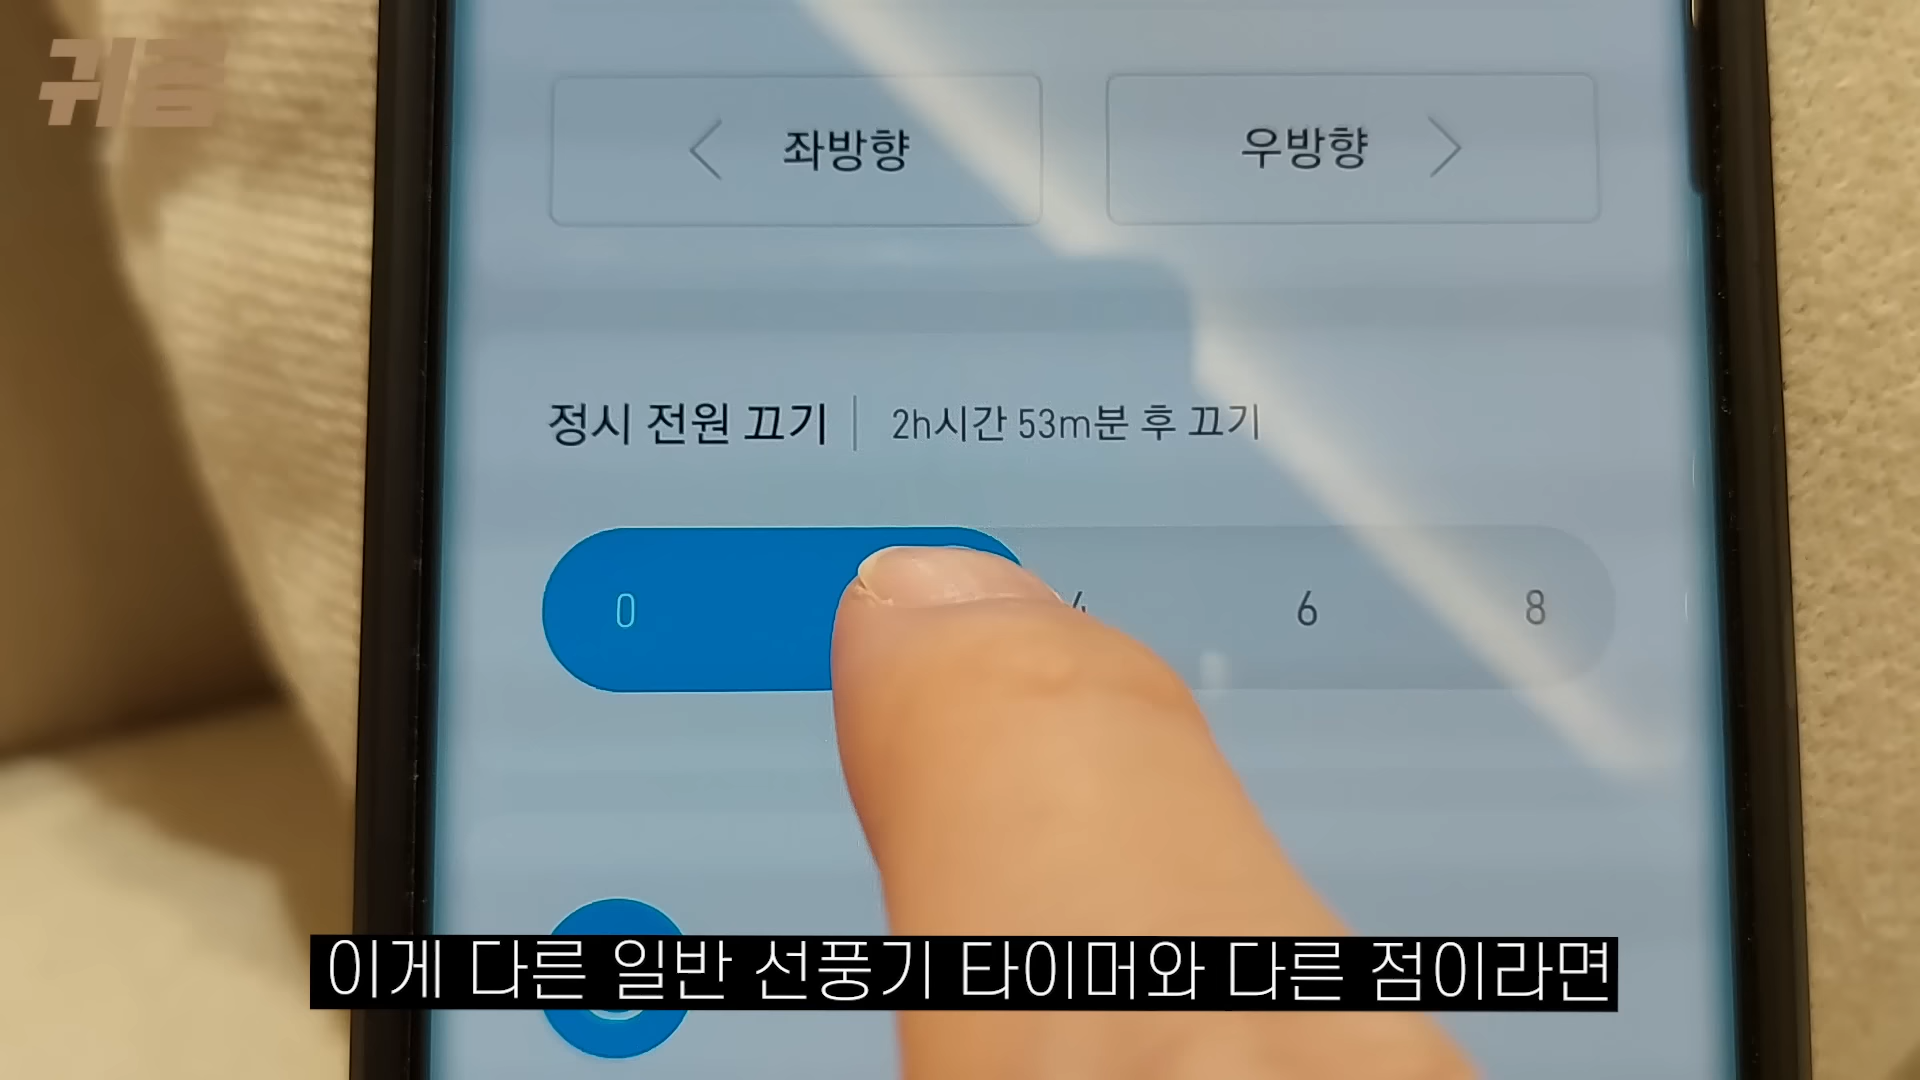 귀곰
좌방향 우방향
정시 전원 끄기 2h시간 53m분 후 끄기
0 4 6 8
이게 다른 일반 선풍기 타이머와 다른 점이라면